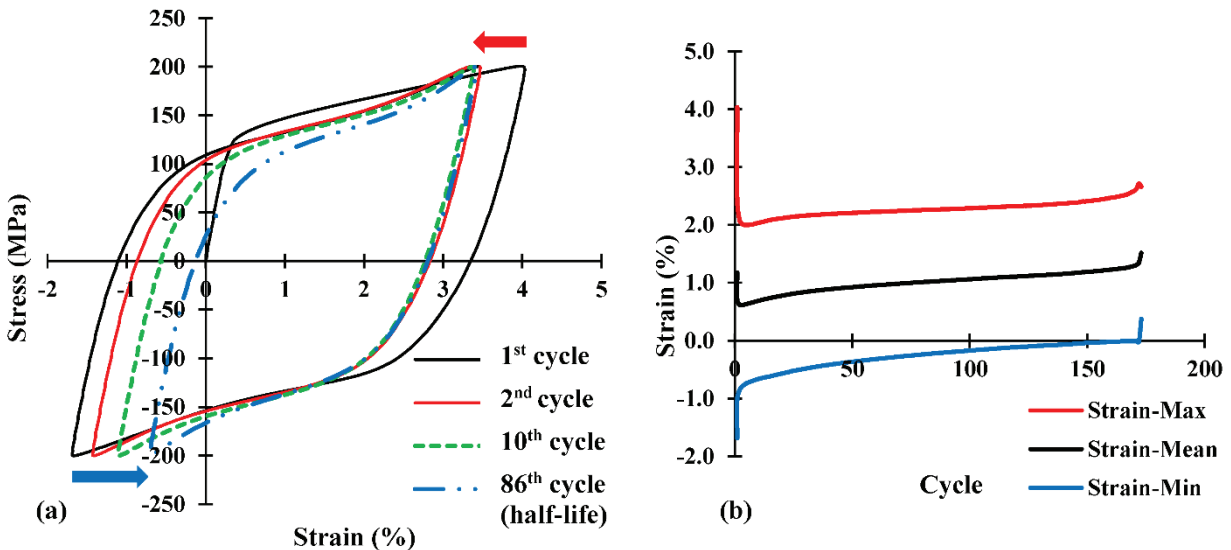 250
200
150
100
50
0
-50
-100
-150
-200
-250
-2
-1
0
1
2
3
4
5
Stress (MPa)
Strain (%)
1st cycle
2nd cycle
10th cycle
86th cycle
(half-life)
(a)
5.0
4.0
3.0
2.0
1.0
0.0
-1.0
-2.0
0
50
100
150
200
Strain (%)
Cycle
Strain-Max
Strain-Mean
Strain-Min
(b)